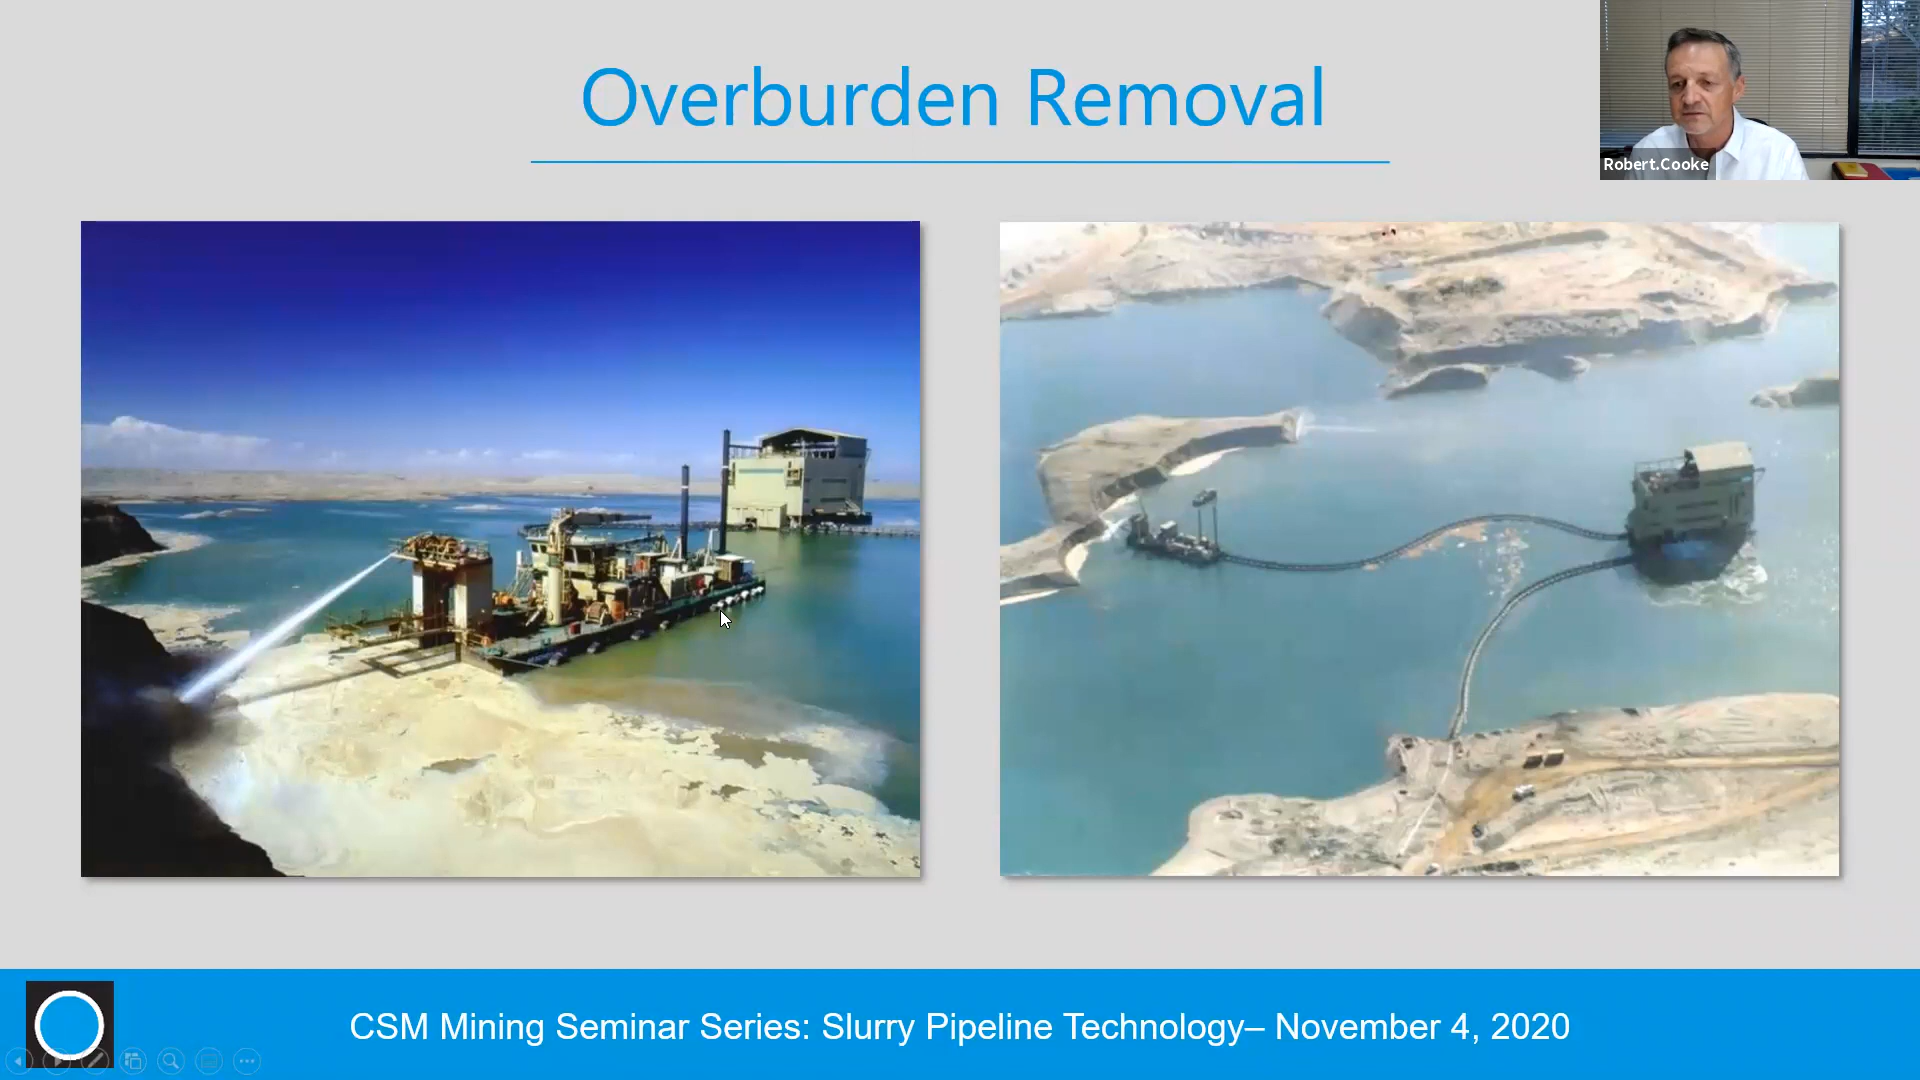 Overburden Removal
Robert.Cooke
CSM Mining Seminar Series: Slurry Pipeline Technology– November 4, 2020